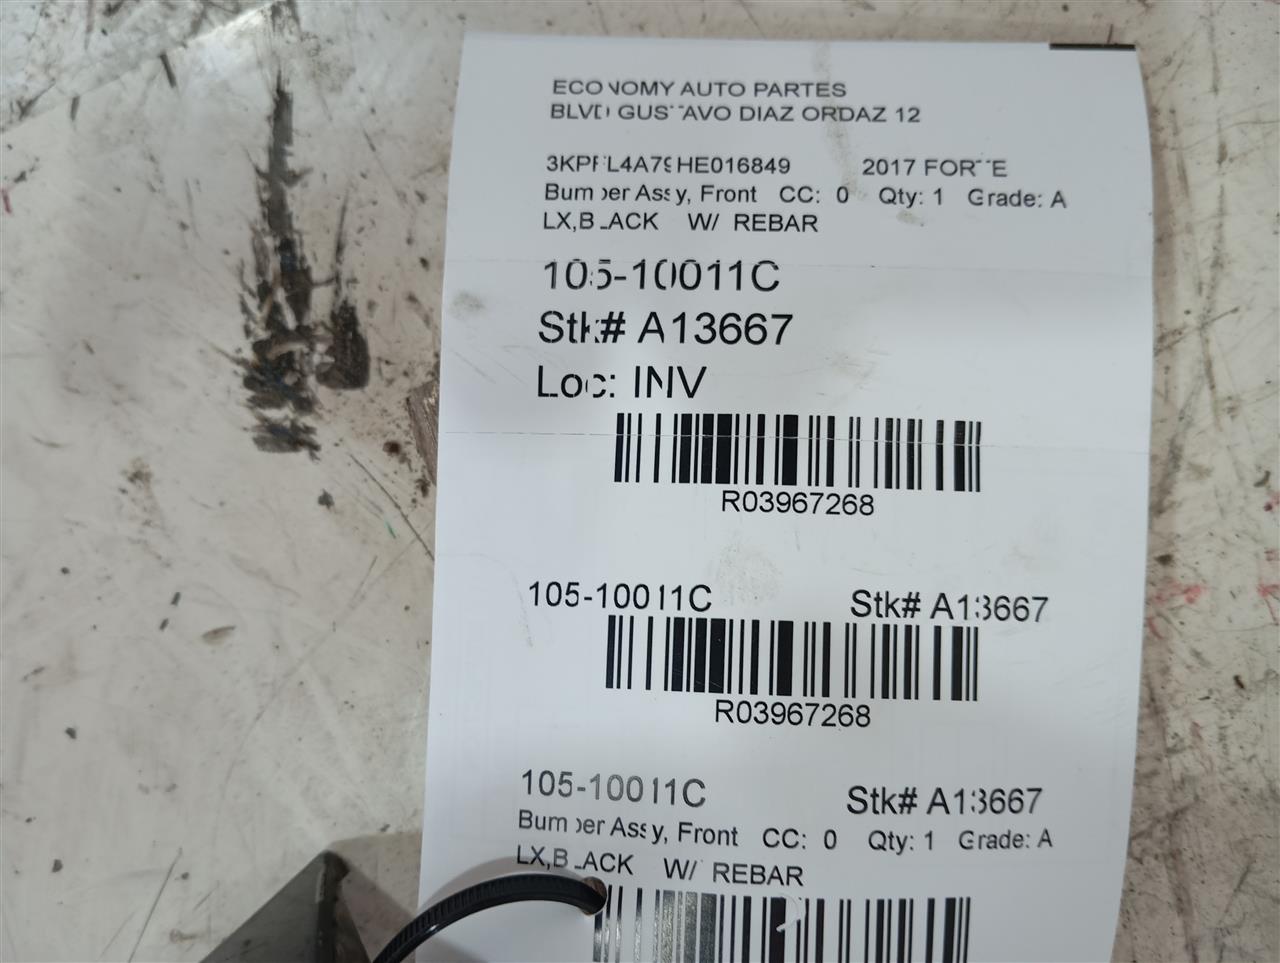 ECONOMY AUTO PARTES
BLVD GUSTAVO DIAZ ORDAZ 12
3KPFL4A79HE016849 2017 FORTE
Bumper Assy, Front CC: 0 Qty: 1 Grade: A
LX,BLACK W/ REBAR
105-10011C
Stk# A13667
Loc: INV
R03967268
105-10011C Stk# A13667
R03967268
105-10011C Stk# A13667
Bumper Assy, Front CC: 0 Qty: 1 Grade: A
LX,BLACK W/ REBAR